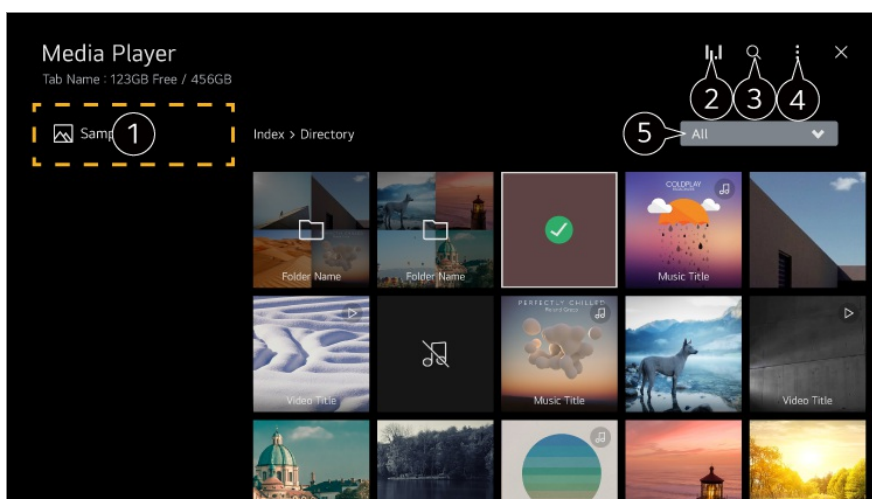 Media Player
Tab Name : 123GB Free / 456GB
2
3
4
1
Index > Directory
5
All
Folder Name
Folder Name
COLDPLAY
Music Title
Video Title
PERFECTLY CHILLED
Music Title
Video Title